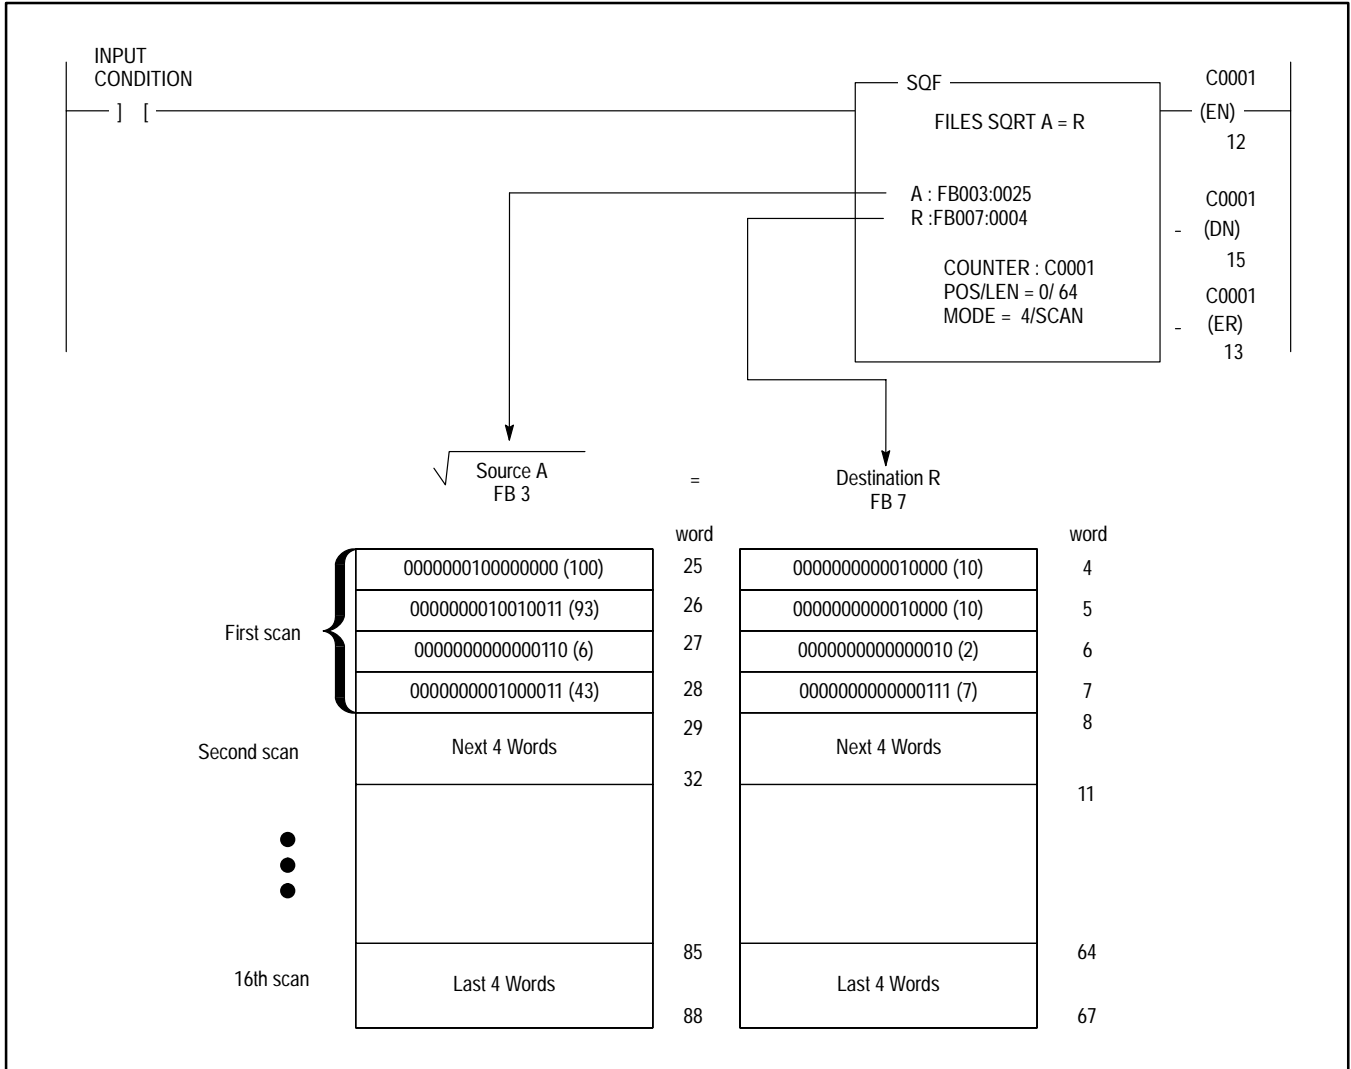 INPUT
CONDITION
] [
SQF
FILES SQRT A = R
A : FB003:0025
R :FB007:0004
COUNTER : C0001
POS/LEN = 0/ 64
MODE = 4/SCAN
C0001
(EN)
12
C0001
(DN)
15
C0001
(ER)
13
√ Source A
FB 3
=
Destination R
FB 7
word
word
First scan
0000000100000000 (100) 25 0000000000010000 (10) 4
0000000010010011 (93) 26 0000000000010000 (10) 5
0000000000000110 (6) 27 0000000000000010 (2) 6
0000000001000011 (43) 28 0000000000000111 (7) 7
Second scan
Next 4 Words
29
32
Next 4 Words
8
11
16th scan
Last 4 Words
85
88
Last 4 Words
64
67